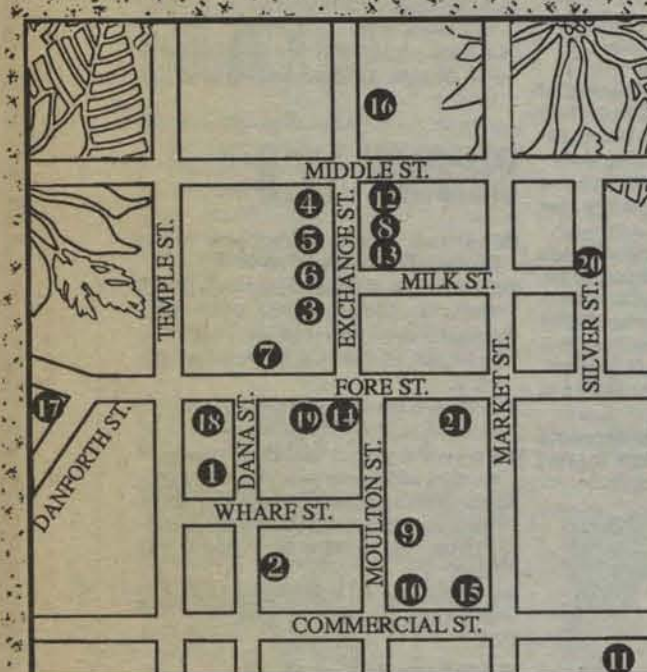 16
MIDDLE ST.
4
12
5
8
6
13
20
3
7
TEMPLE ST.
EXCHANGE ST.
MILK ST.
SILVER ST.
FORE ST.
MARKET ST.
17
18
19
14
21
DANFORTH ST.
DANA ST.
1
MOULTON ST.
WHARF ST.
9
2
10
15
COMMERCIAL ST.
11